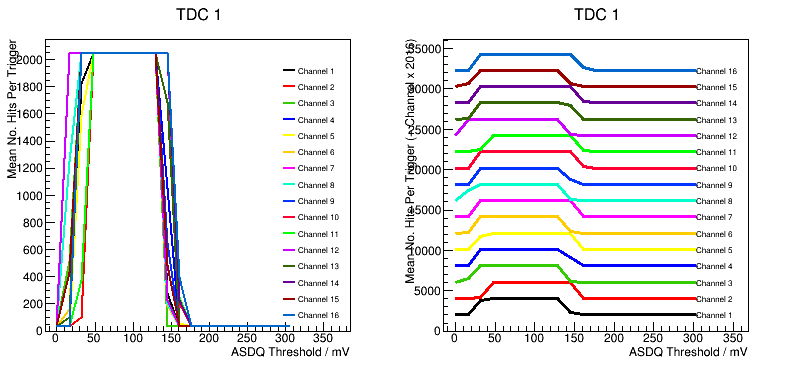 TDC 1
Mean No. Hits Per Trigger
2000
1800
1600
1400
1200
1000
800
600
400
200
0
0 50 100 150 200 250 300 350
ASDQ Threshold / mV
Channel 1
Channel 2
Channel 3
Channel 4
Channel 5
Channel 6
Channel 7
Channel 8
Channel 9
Channel 10
Channel 11
Channel 12
Channel 13
Channel 14
Channel 15
Channel 16
TDC 1
Mean No. Hits Per Trigger (+ Channel x 2016)
35000
30000
25000
20000
15000
10000
5000
0
0 50 100 150 200 250 300 350
ASDQ Threshold / mV
Channel 16
Channel 15
Channel 14
Channel 13
Channel 12
Channel 11
Channel 10
Channel 9
Channel 8
Channel 7
Channel 6
Channel 5
Channel 4
Channel 3
Channel 2
Channel 1